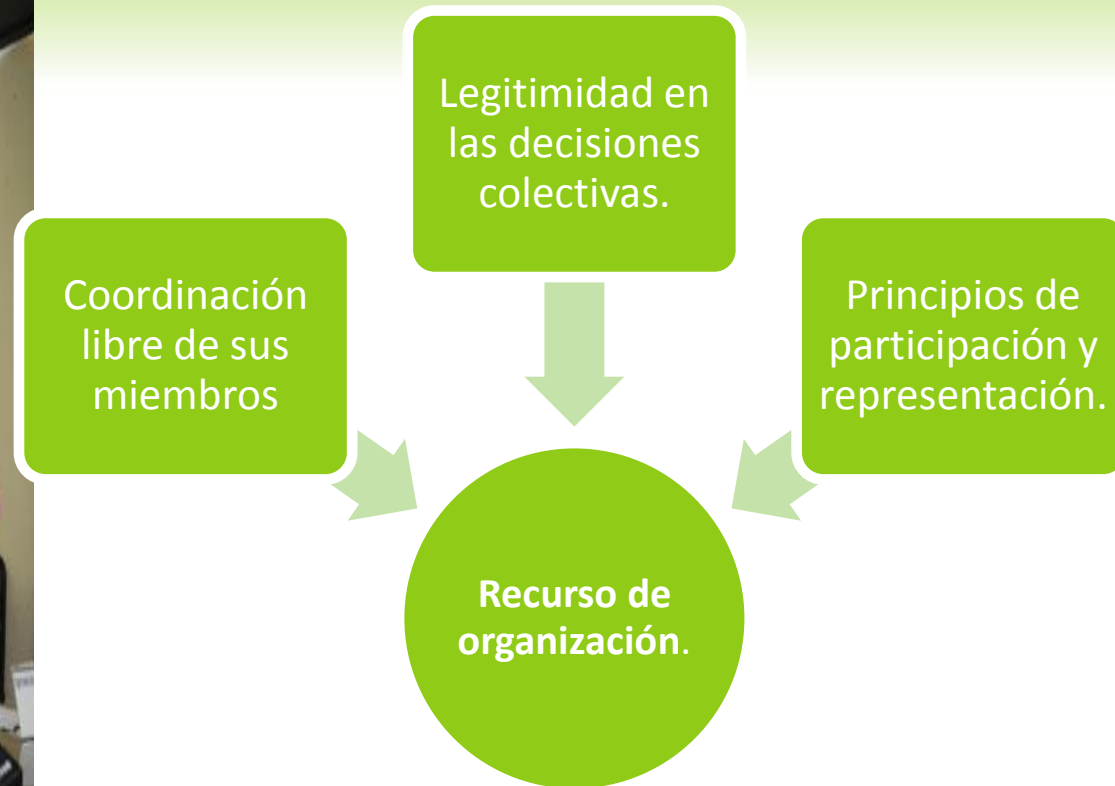 Legitimidad en
las decisiones
colectivas.
Coordinación
libre de sus
miembros
Principios de
participación y
representación.
Recurso de
organización.